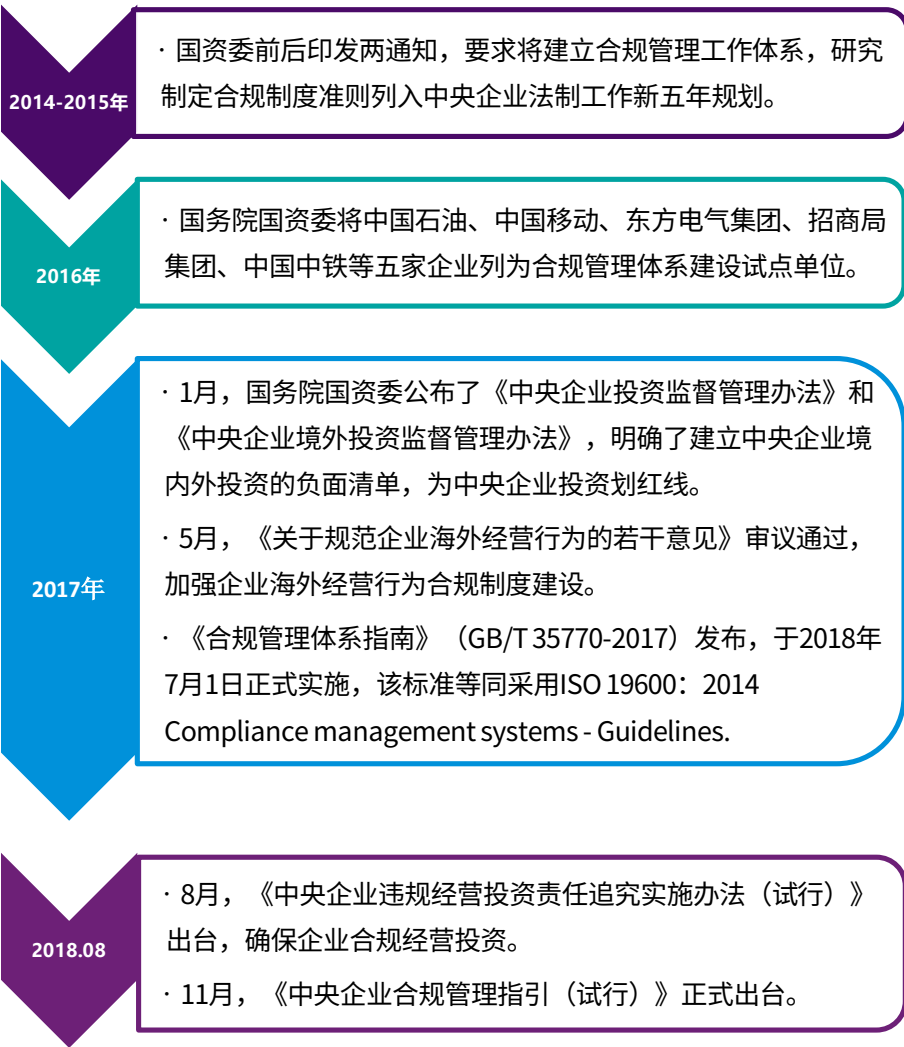 2014-2015年
· 国资委前后印发两通知，要求将建立合规管理工作体系，研究
制定合规制度准则列入中央企业法制工作新五年规划。
2016年
· 国务院国资委将中国石油、中国移动、东方电气集团、招商局
集团、中国中铁等五家企业列为合规管理体系建设试点单位。
2017年
· 1月，国务院国资委公布了《中央企业投资监督管理办法》和
《中央企业境外投资监督管理办法》，明确了建立中央企业境
内外投资的负面清单，为中央企业投资划红线。
· 5月，《关于规范企业海外经营行为的若干意见》审议通过，
加强企业海外经营行为合规制度建设。
· 《合规管理体系指南》（GB/T 35770-2017）发布，于2018年
7月1日正式实施，该标准等同采用ISO 19600：2014
Compliance management systems - Guidelines.
2018.08
· 8月，《中央企业违规经营投资责任追究实施办法（试行）》
出台，确保企业合规经营投资。
· 11月，《中央企业合规管理指引（试行）》正式出台。